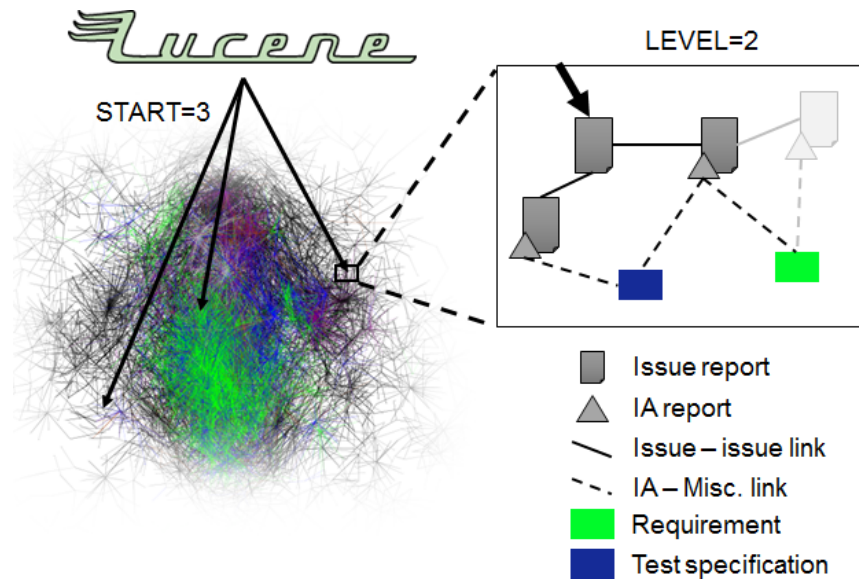 Lucene
LEVEL=2
START=3
Issue report
IA report
Issue – issue link
IA – Misc. link
Requirement
Test specification